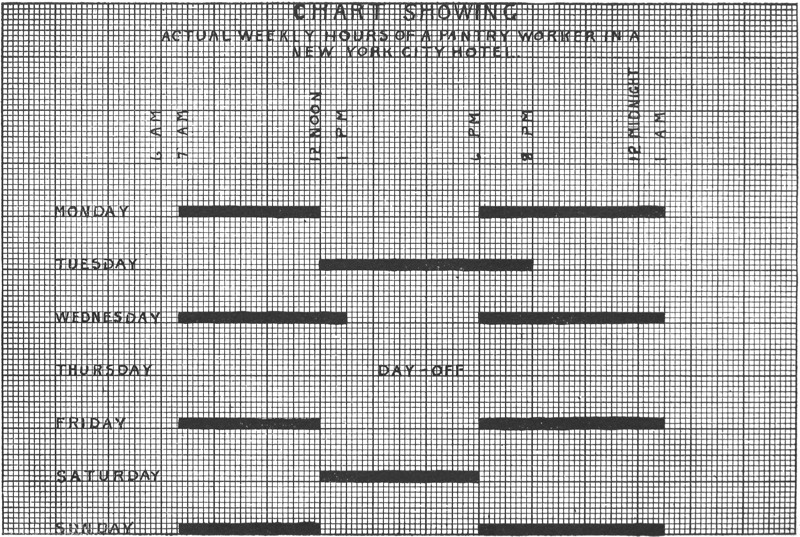 CHART SHOWING
ACTUAL WEEKLY HOURS OF A PANTRY WORKER IN A
NEW YORK CITY HOTEL.
6 AM
7 AM
12 NOON
1 PM
6 PM
8 PM
12 MIDNIGHT
1 AM
MONDAY
TUESDAY
WEDNESDAY
THURSDAY DAY-OFF
FRIDAY
SATURDAY
SUNDAY